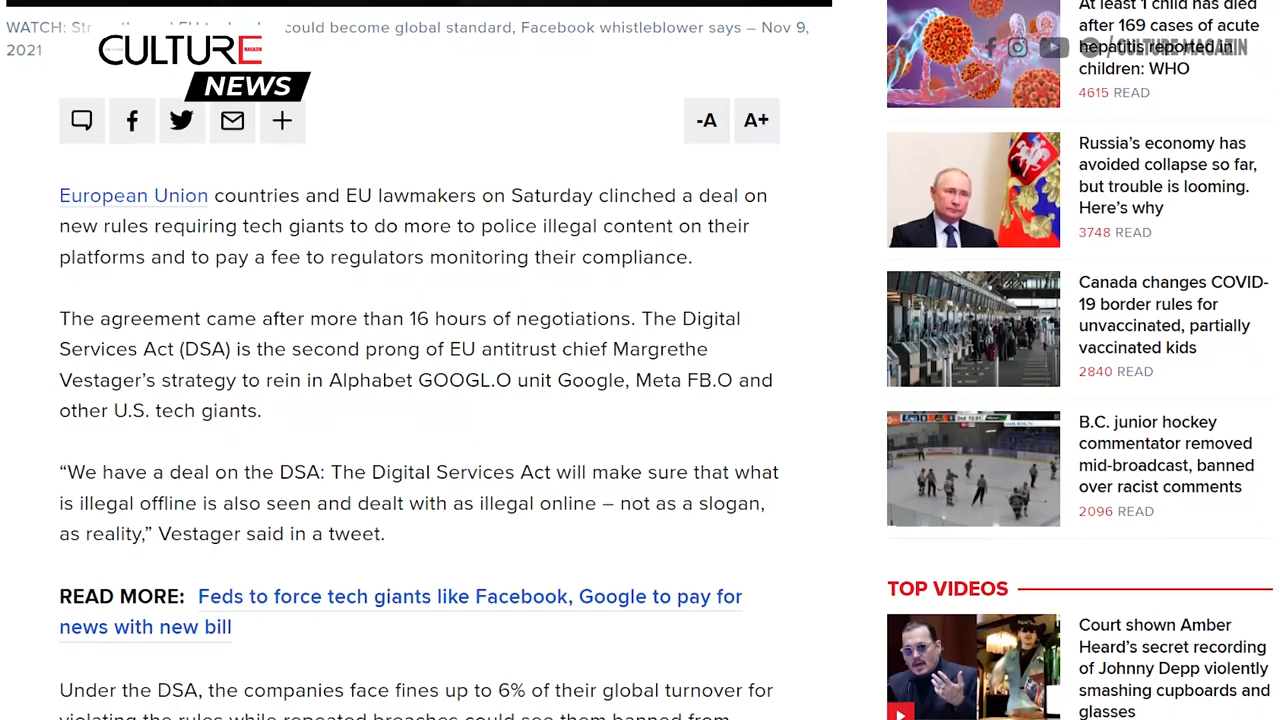 WATCH: could become global standard, Facebook whistleblower says – Nov 9,
2021
CULTURE
MAGAZIN
NEWS
-A A+
European Union countries and EU lawmakers on Saturday clinched a deal on
new rules requiring tech giants to do more to police illegal content on their
platforms and to pay a fee to regulators monitoring their compliance.
The agreement came after more than 16 hours of negotiations. The Digital
Services Act (DSA) is the second prong of EU antitrust chief Margrethe
Vestager’s strategy to rein in Alphabet GOOGL.O unit Google, Meta FB.O and
other U.S. tech giants.
“We have a deal on the DSA: The Digital Services Act will make sure that what
is illegal offline is also seen and dealt with as illegal online – not as a slogan,
as reality,” Vestager said in a tweet.
READ MORE: Feds to force tech giants like Facebook, Google to pay for
news with new bill
Under the DSA, the companies face fines up to 6% of their global turnover for
violating the rules while repeated breaches could see them banned from
At least 1 child has died
after 169 cases of acute
hepatitis reported in
children: WHO
4615 READ
/ CULTURE MAGAZIN
Russia’s economy has
avoided collapse so far,
but trouble is looming.
Here’s why
3748 READ
Canada changes COVID-
19 border rules for
unvaccinated, partially
vaccinated kids
2840 READ
B.C. junior hockey
commentator removed
mid-broadcast, banned
over racist comments
2096 READ
TOP VIDEOS
Court shown Amber
Heard’s secret recording
of Johnny Depp violently
smashing cupboards and
glasses